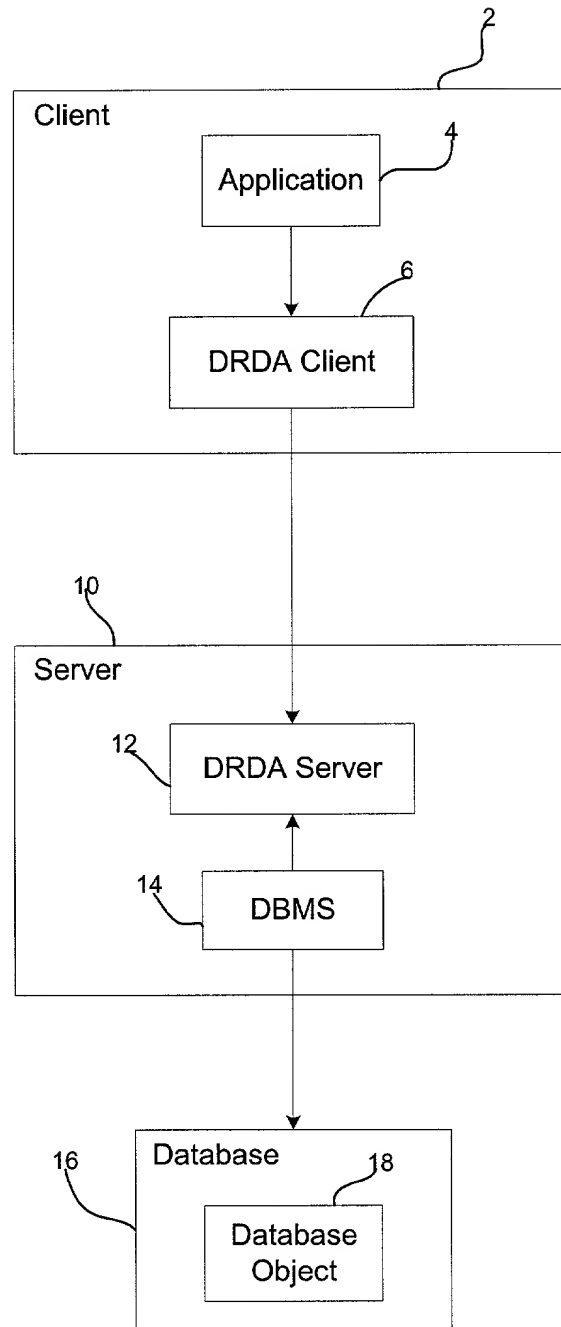 2
Client
4
Application
6
DRDA Client
10
Server
12
DRDA Server
14
DBMS
Database
16
18
Database
Object